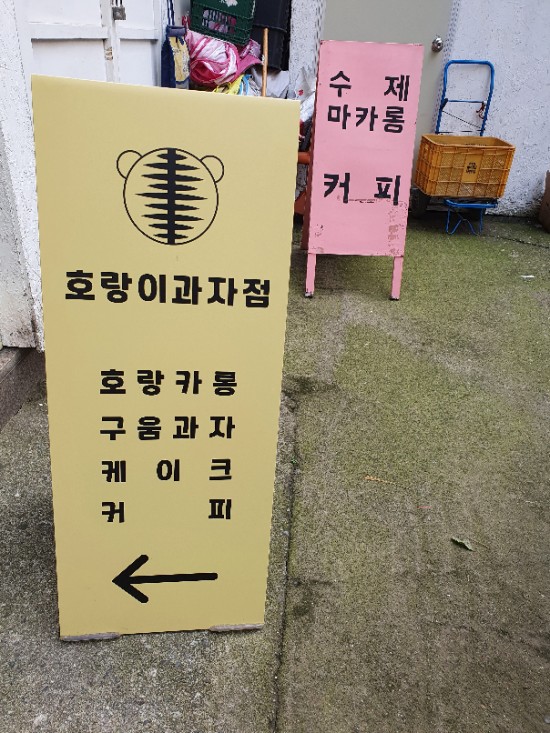 호랑이과자점
호랑카롱
구움과자
케이크
커피
수제
마카롱
커피